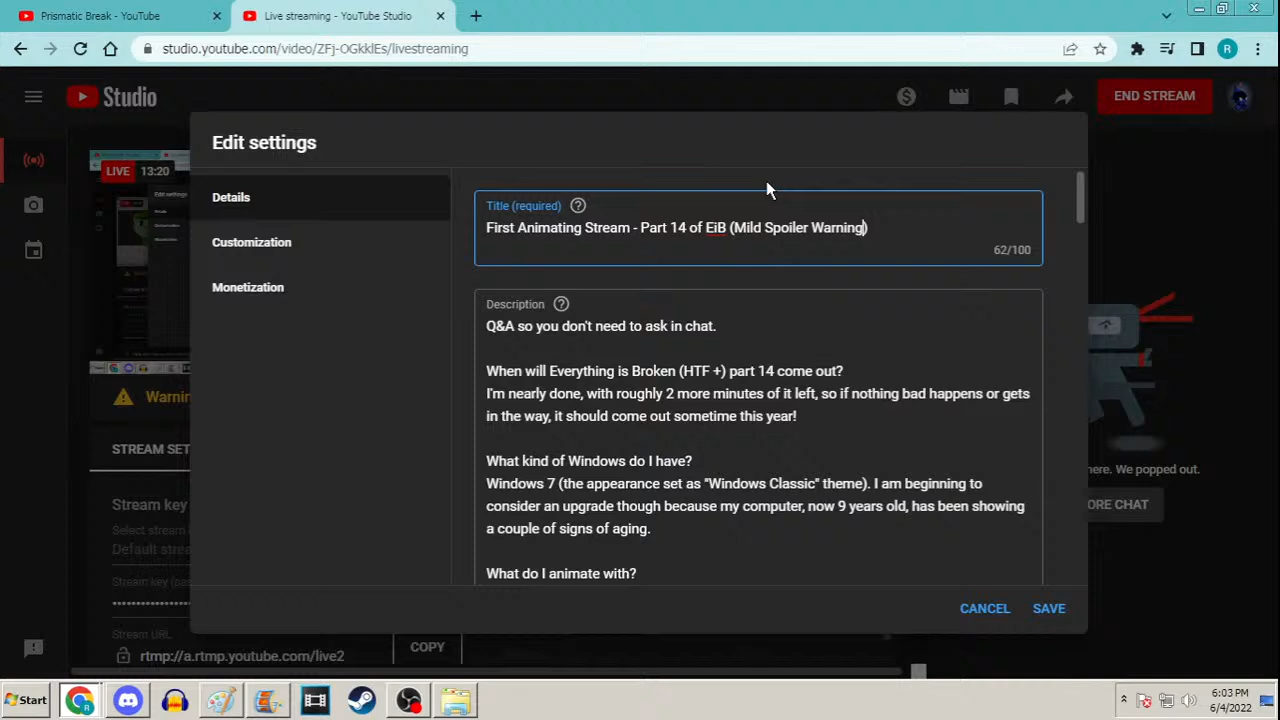 Prismatic Break - YouTube
Live streaming - YouTube Studio
studio.youtube.com/video/ZFj-OGkklEs/livestreaming
R
Studio
END STREAM
LIVE 13:20
Edit settings
Details
Customization
Monetization
Title (required)
First Animating Stream - Part 14 of EiB (Mild Spoiler Warning)
62/100
Description
Q&A so you don't need to ask in chat.
When will Everything is Broken (HTF +) part 14 come out?
I'm nearly done, with roughly 2 more minutes of it left, so if nothing bad happens or gets
in the way, it should come out sometime this year!
What kind of Windows do I have?
Windows 7 (the appearance set as "Windows Classic" theme). I am beginning to
consider an upgrade though because my computer, now 9 years old, has been showing
a couple of signs of aging.
What do I animate with?
CANCEL
SAVE
Warnin
STREAM SET
Stream key
Select stream
Default strea
Stream key (pas
Stream URL
rtmp://a.rtmp.youtube.com/live2
COPY
here. We popped out.
ORE CHAT
Start
6:03 PM
6/4/2022